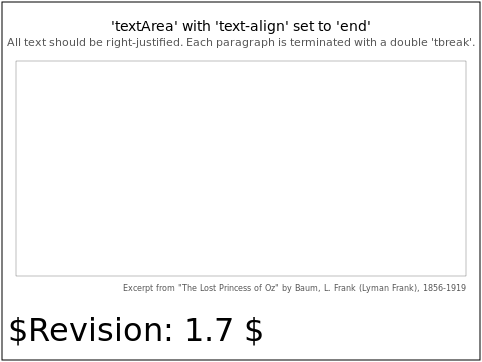 'textArea' with 'text-align' set to 'end'
All text should be right-justified. Each paragraph is terminated with a double 'tbreak'.
Excerpt from "The Lost Princess of Oz" by Baum, L. Frank (Lyman Frank), 1856-1919
$Revision: 1.7 $